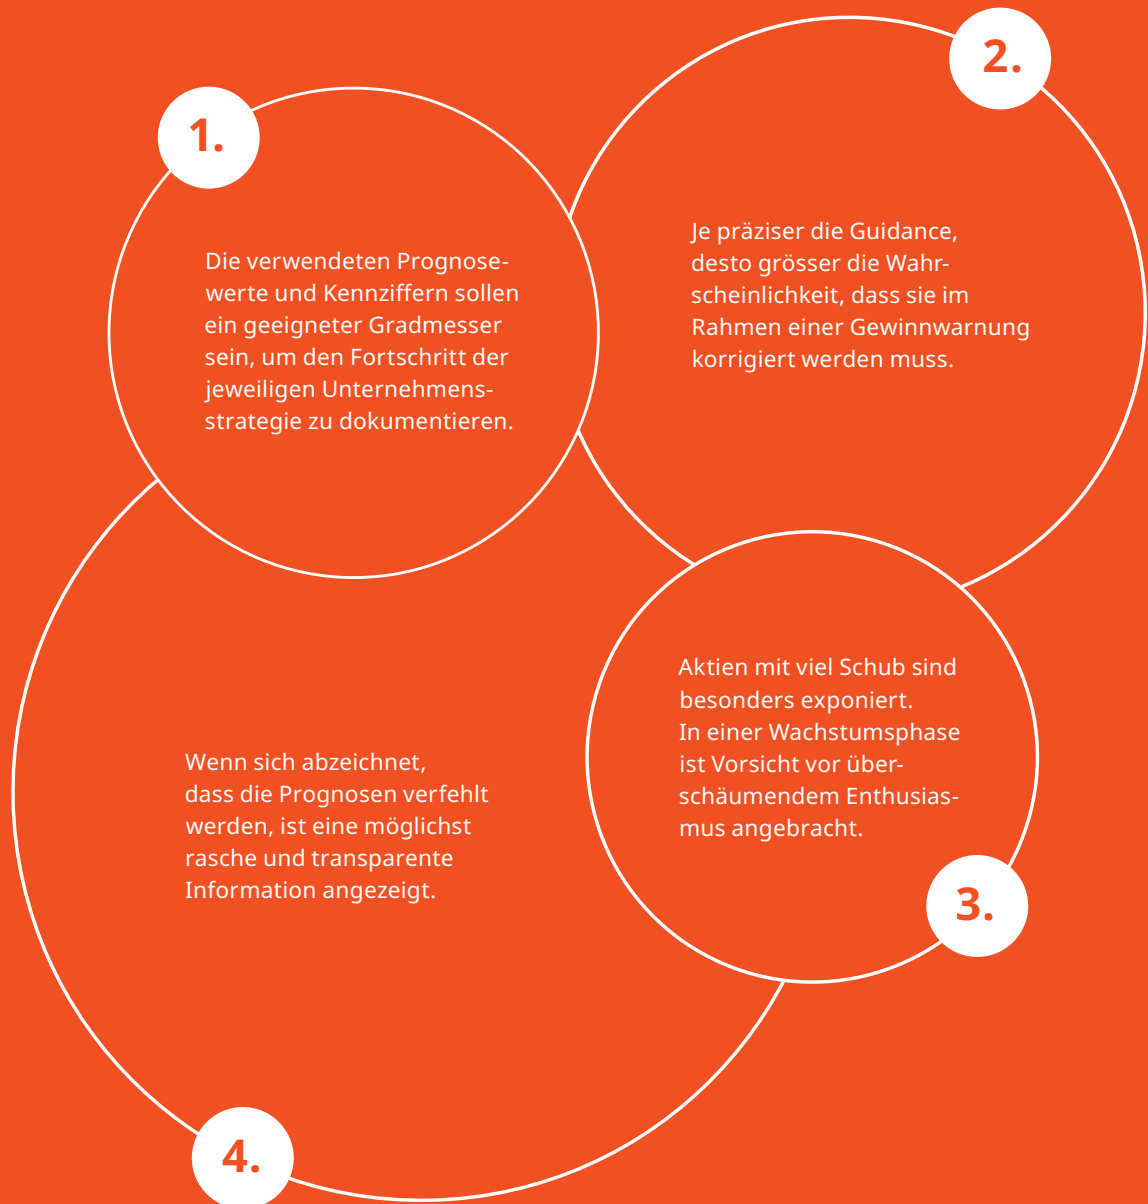 1.
Die verwendeten Prognose-
werte und Kennziffern sollen
ein geeigneter Gradmesser
sein, um den Fortschritt der
jeweiligen Unternehmens-
strategie zu dokumentieren.
2.
Je präziser die Guidance,
desto grösser die Wahr-
scheinlichkeit, dass sie im
Rahmen einer Gewinnwarnung
korrigiert werden muss.
Aktien mit viel Schub sind
besonders exponiert.
In einer Wachstumsphase
ist Vorsicht vor über-
schäumendem Enthusias-
mus angebracht.
3.
Wenn sich abzeichnet,
dass die Prognosen verfehlt
werden, ist eine möglichst
rasche und transparente
Information angezeigt.
4.